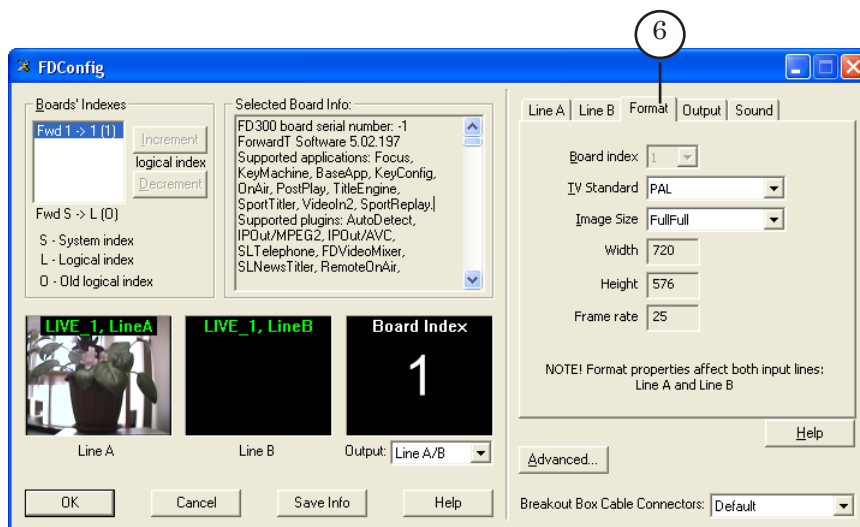 6
FDConfig
Boards' Indexes
Fwd 1 -> 1 (1)
Increment
logical index
Decrement
Fwd S -> L (O)
S - System index
L - Logical index
O - Old logical index
Selected Board Info:
FD300 board serial number: -1
ForwardT Software 5.02.197
Supported applications: Focus,
KeyMachine, BaseApp, KeyConfig,
OnAir, PostPlay, TitleEngine,
SportTitler, VideoIn2, SportReplay.
Supported plugins: AutoDetect,
IPOut/MPEG2, IPOut/AVC,
SLTelephone, FDVideoMixer,
SLNewsTitler, RemoteOnAir,
LIVE_1, LineA
LIVE_1, LineB
Board Index
1
Line A
Line B
Output: Line A/B
OK
Cancel
Save Info
Help
Line A
Line B
Format
Output
Sound
Board index 1
TV Standard PAL
Image Size FullFull
Width 720
Height 576
Frame rate 25
NOTE! Format properties affect both input lines:
Line A and Line B
Help
Advanced...
Breakout Box Cable Connectors: Default